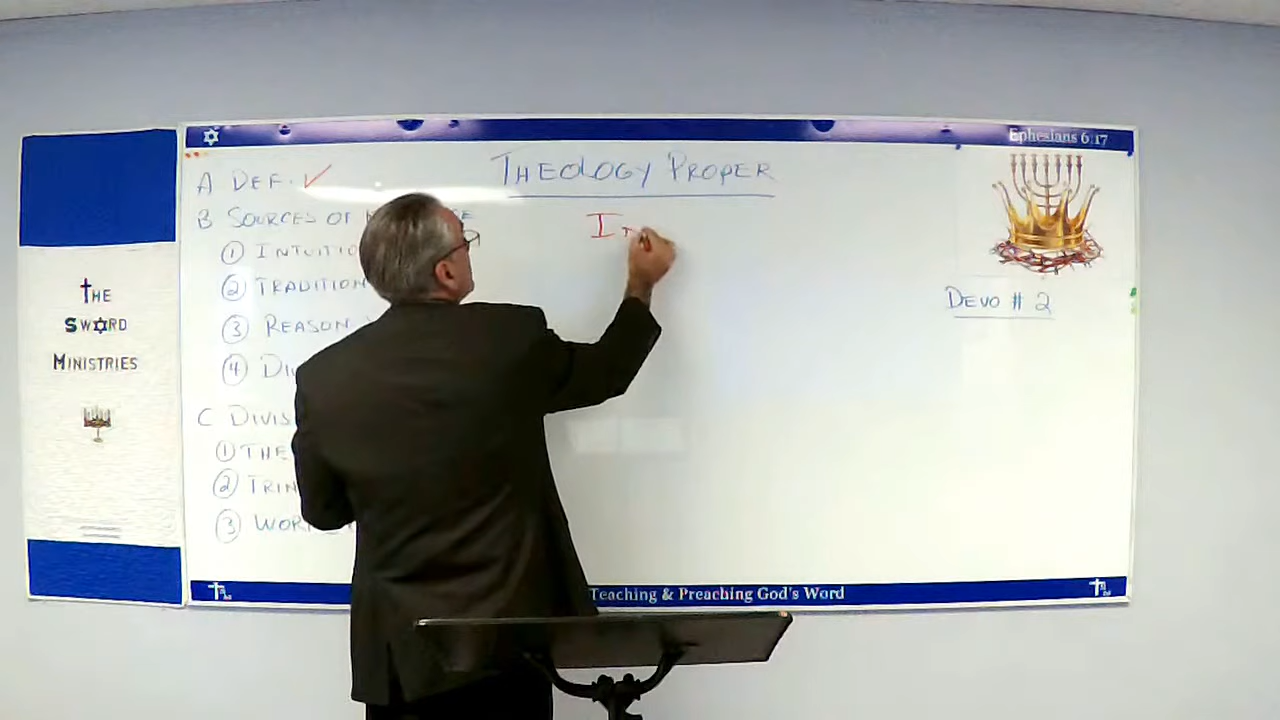 Ephesians 6:17
THEOLOGY PROPER
A DEF. ✓
B SOURCES OF
① INTUITIO
② TRADITION
③ REASON
④ DI
C DIVIS
① THE
② TRIN
③ WOR
I
DEVO # 2
THE
SWORD
MINISTRIES
Teaching & Preaching God's Word